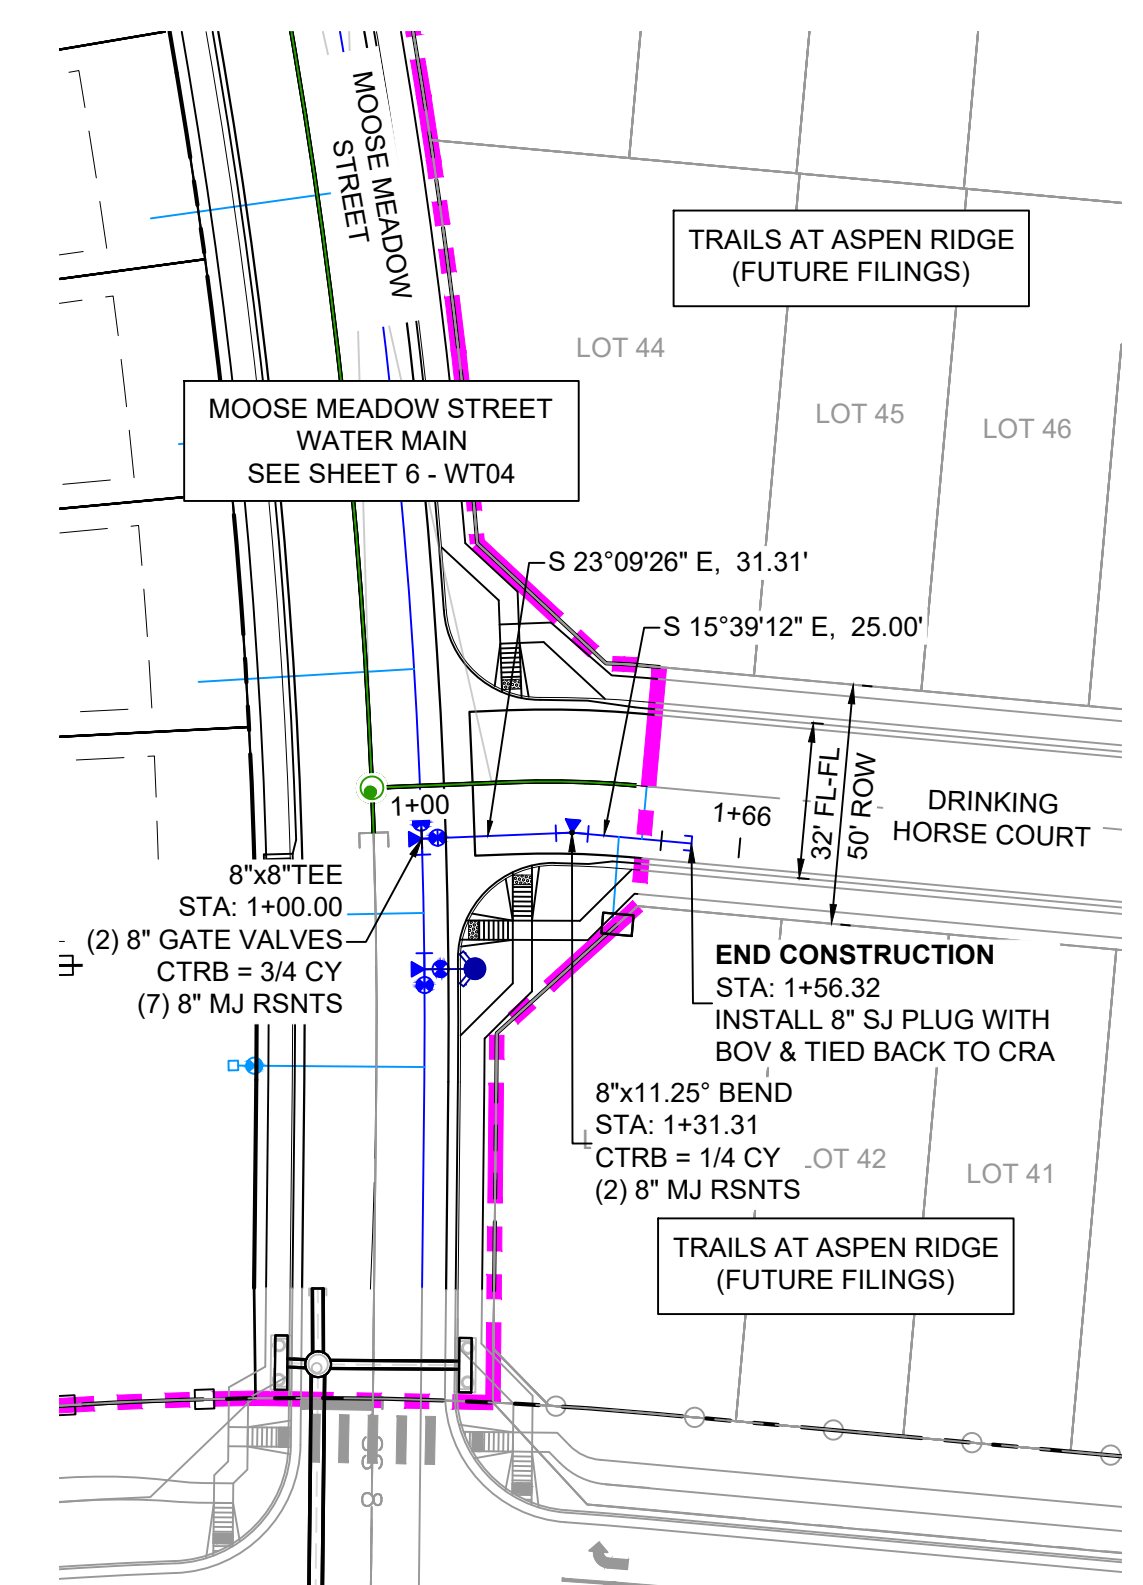 MOOSE MEADOW
STREET
TRAILS AT ASPEN RIDGE
(FUTURE FILINGS)
LOT 44
LOT 45
LOT 46
MOOSE MEADOW STREET
WATER MAIN
SEE SHEET 6 - WT04
S 23°09'26" E, 31.31'
S 15°39'12" E, 25.00'
1+00
1+66
32' FL-FL
50' ROW
DRINKING
HORSE COURT
8"x8"TEE
STA: 1+00.00
(2) 8" GATE VALVES
CTRB = 3/4 CY
(7) 8" MJ RSNTS
END CONSTRUCTION
STA: 1+56.32
INSTALL 8" SJ PLUG WITH
BOV & TIED BACK TO CRA
8"x11.25° BEND
STA: 1+31.31
CTRB = 1/4 CY
(2) 8" MJ RSNTS
LOT 42
LOT 41
TRAILS AT ASPEN RIDGE
(FUTURE FILINGS)